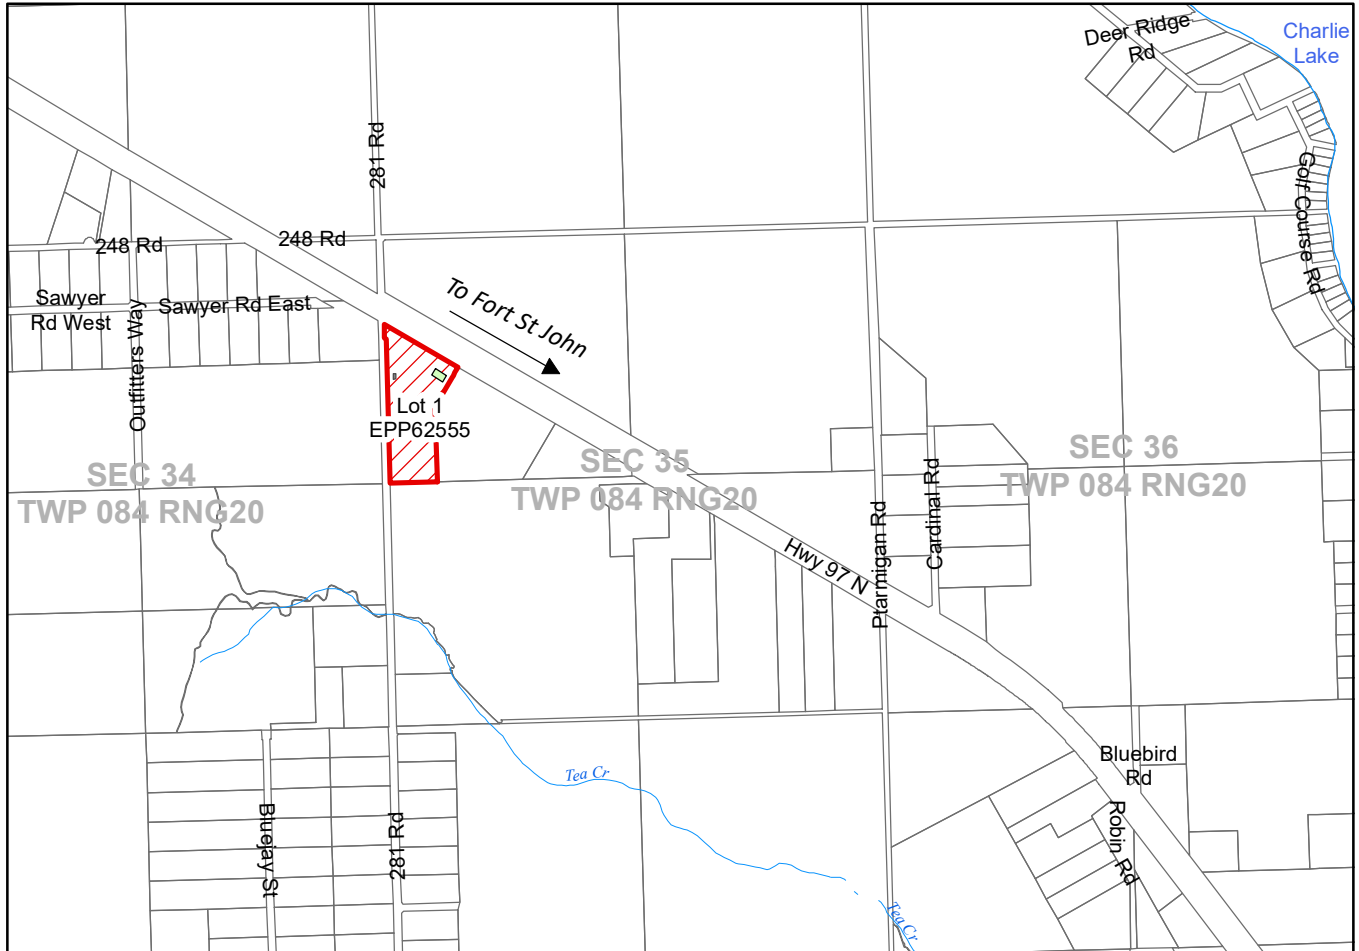 Deer Ridge
Rd
Charlie
Lake
281 Rd
Golf Course Rd
248 Rd
248 Rd
Sawyer
Rd West
Sawyer Rd East
Outfitters Way
To Fort St John
Lot 1
EPP62555
SEC 34
TWP 084 RNG20
SEC 35
TWP 084 RNG20
SEC 36
TWP 084 RNG20
Hwy 97 N
Ptarmigan Rd
Cardinal Rd
Tea Cr
Bluebird
Rd
Bluejay St
281 Rd
Robin Rd
Tea Cr